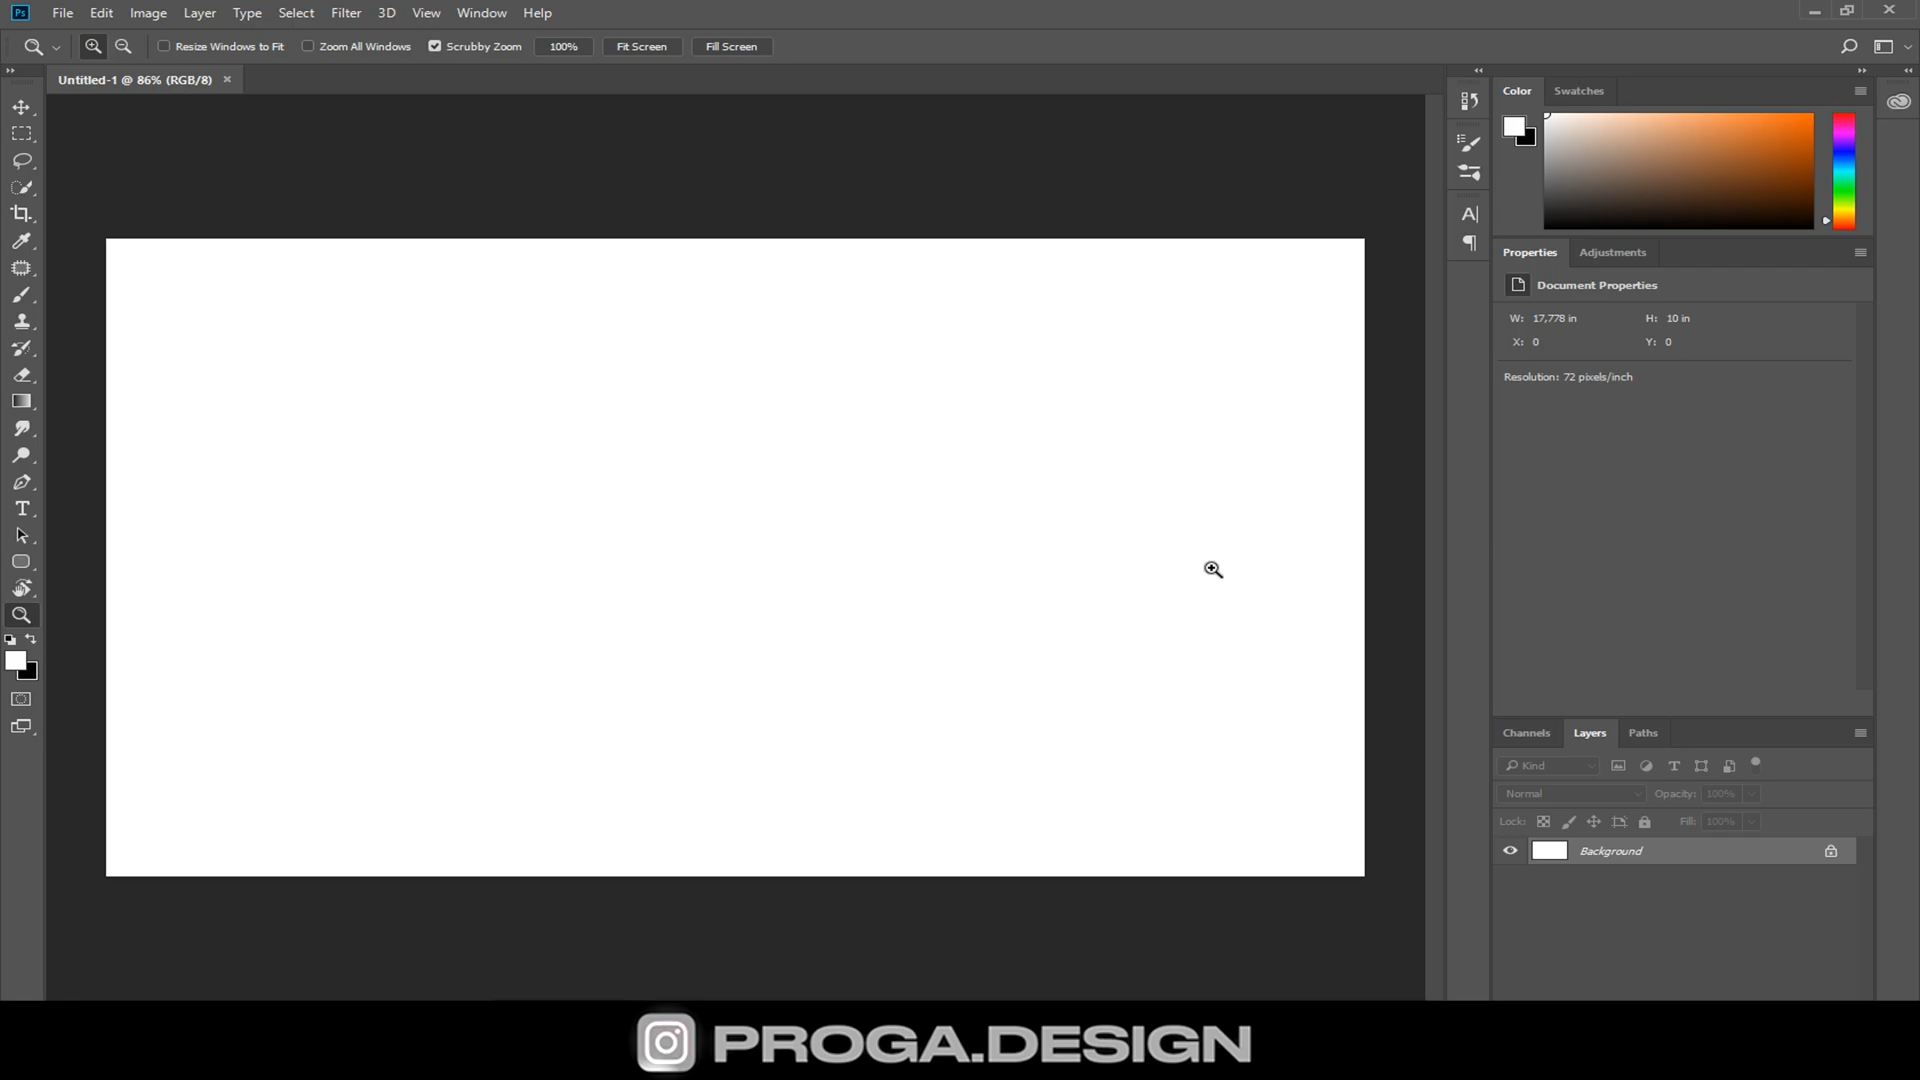 Ps File Edit Image Layer Type Select Filter 3D View Window Help
Resize Windows to Fit Zoom All Windows Scrubby Zoom 100% Fit Screen Fill Screen
Untitled-1 @ 86% (RGB/8) ×
Color Swatches
Properties Adjustments
Document Properties
W: 17,778 in H: 10 in
X: 0 Y: 0
Resolution: 72 pixels/inch
Channels Layers Paths
Kind
Normal Opacity: 100%
Lock: Fill: 100%
Background
PROGA.DESIGN